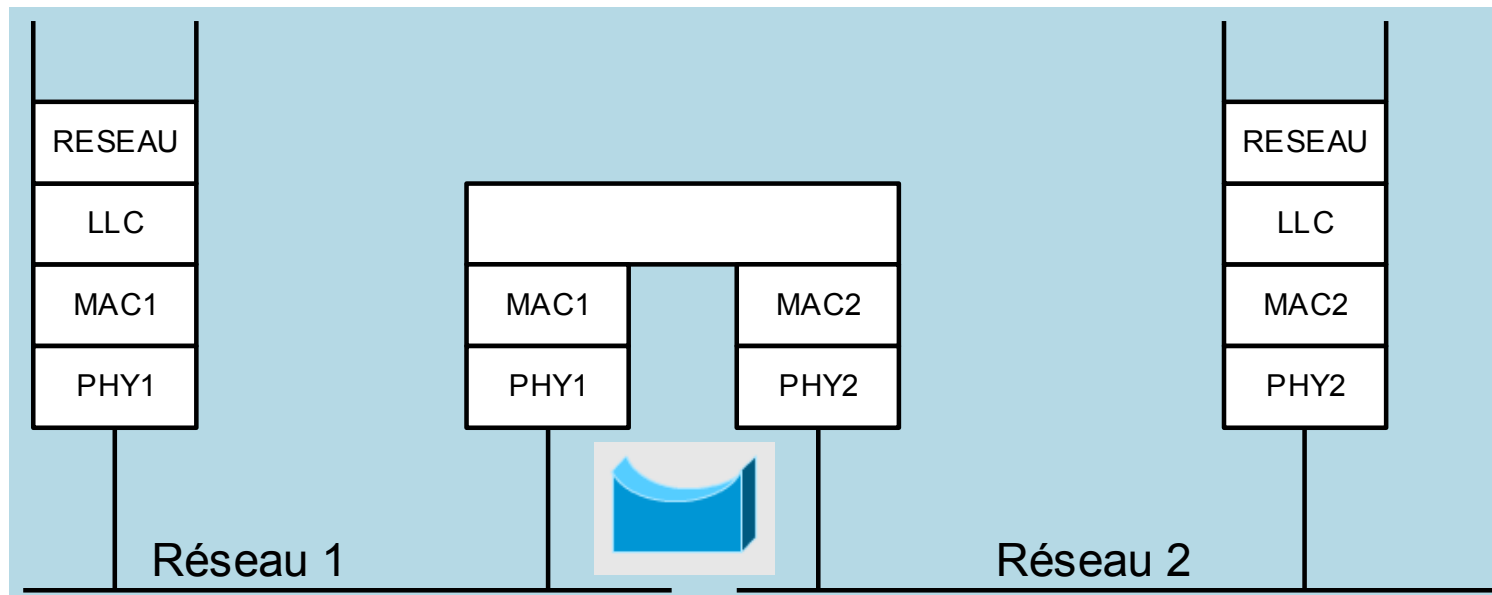 RESEAU
RESEAU
LLC
LLC
MAC1
MAC1
MAC2
MAC2
PHY1
PHY1
PHY2
PHY2
Réseau 1
Réseau 2